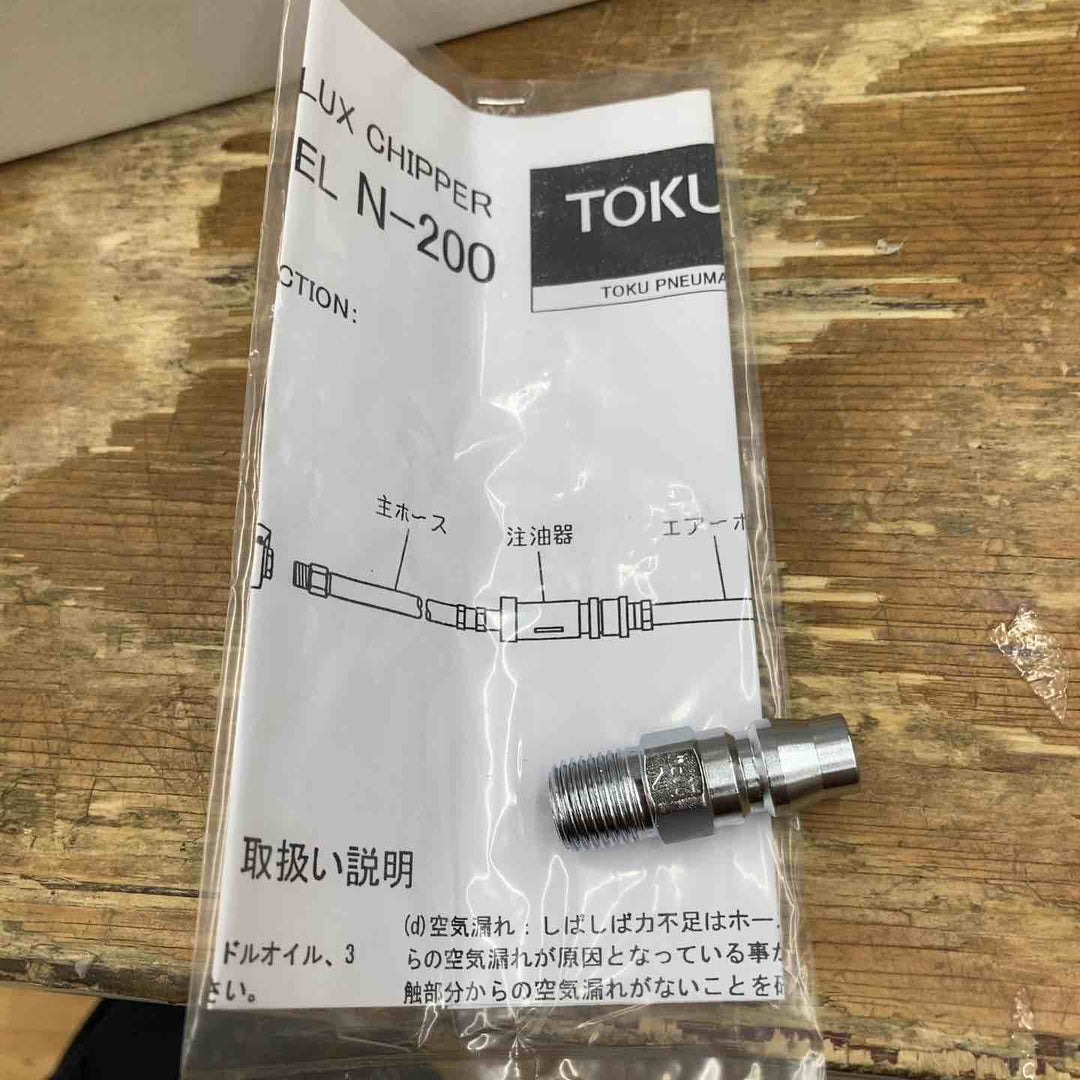 LUX CHIPPER
EL N-200
TOKU
TOKU PNEUMA
CTION:
主ホース
注油器
エアーホ
取扱い説明
(d)空気漏れ：しばしば力不足はホー
ドルオイル、3
らの空気漏れが原因となっている事か
さい。
触部分からの空気漏れがないことを確